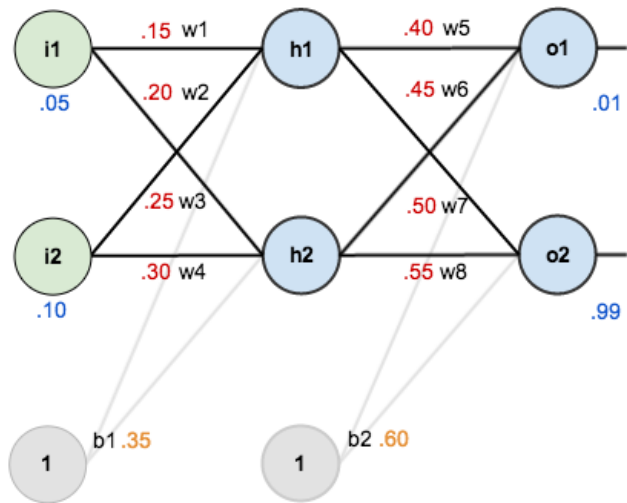 .15 w1
.40 w5
i1
h1
o1
.20 w2
.45 w6
.05
.01
.25 w3
.50 w7
i2
h2
o2
.30 w4
.55 w8
.10
.99
b1 .35
b2 .60
1
1